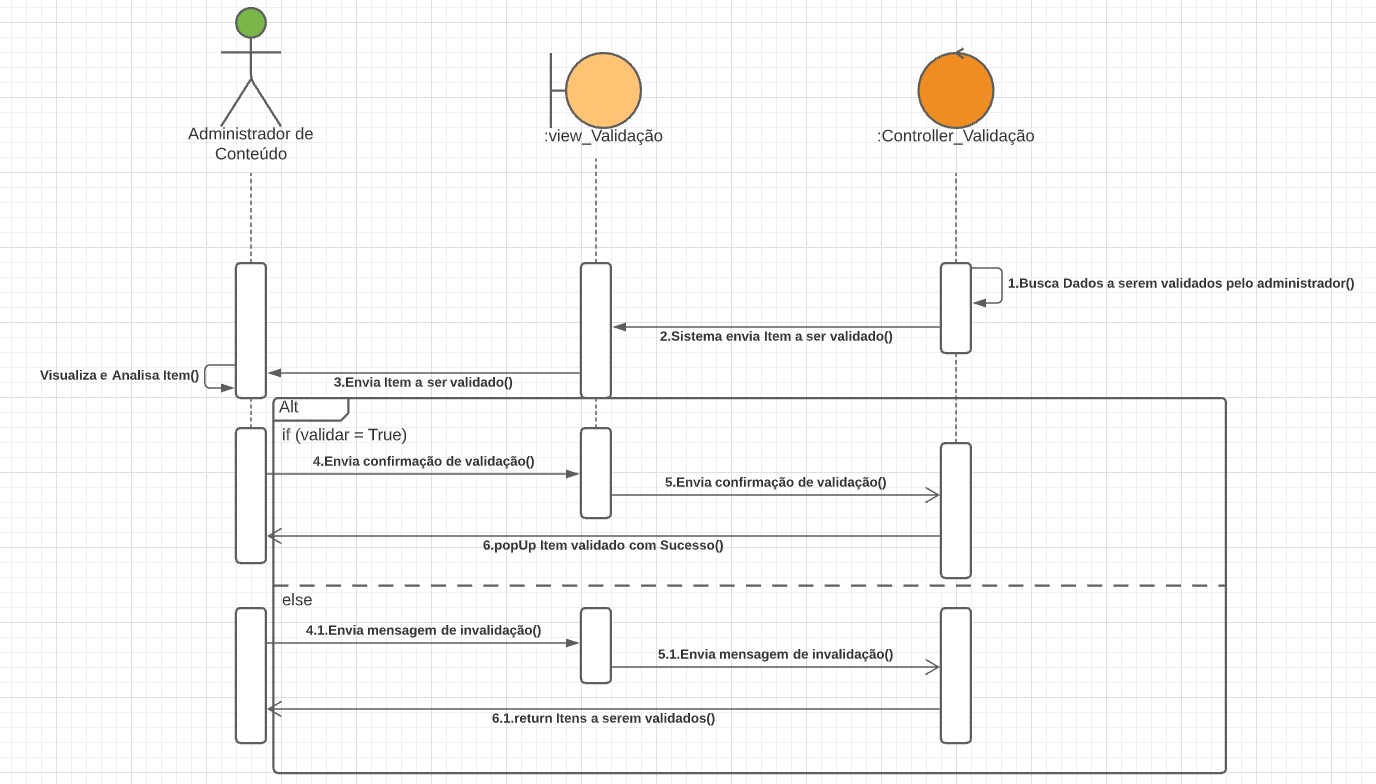 Administrador de
Conteúdo
:view_Validação
:Controller_Validação
1.Busca Dados a serem validados pelo administrador()
2.Sistema envia Item a ser validado()
Visualiza e Analisa Item()
3.Envia Item a ser validado()
Alt
if (validar = True)
4.Envia confirmação de validação()
5.Envia confirmação de validação()
6.popUp Item validado com Sucesso()
else
4.1.Envia mensagem de invalidação()
5.1.Envia mensagem de invalidação()
6.1.return Itens a serem validados()